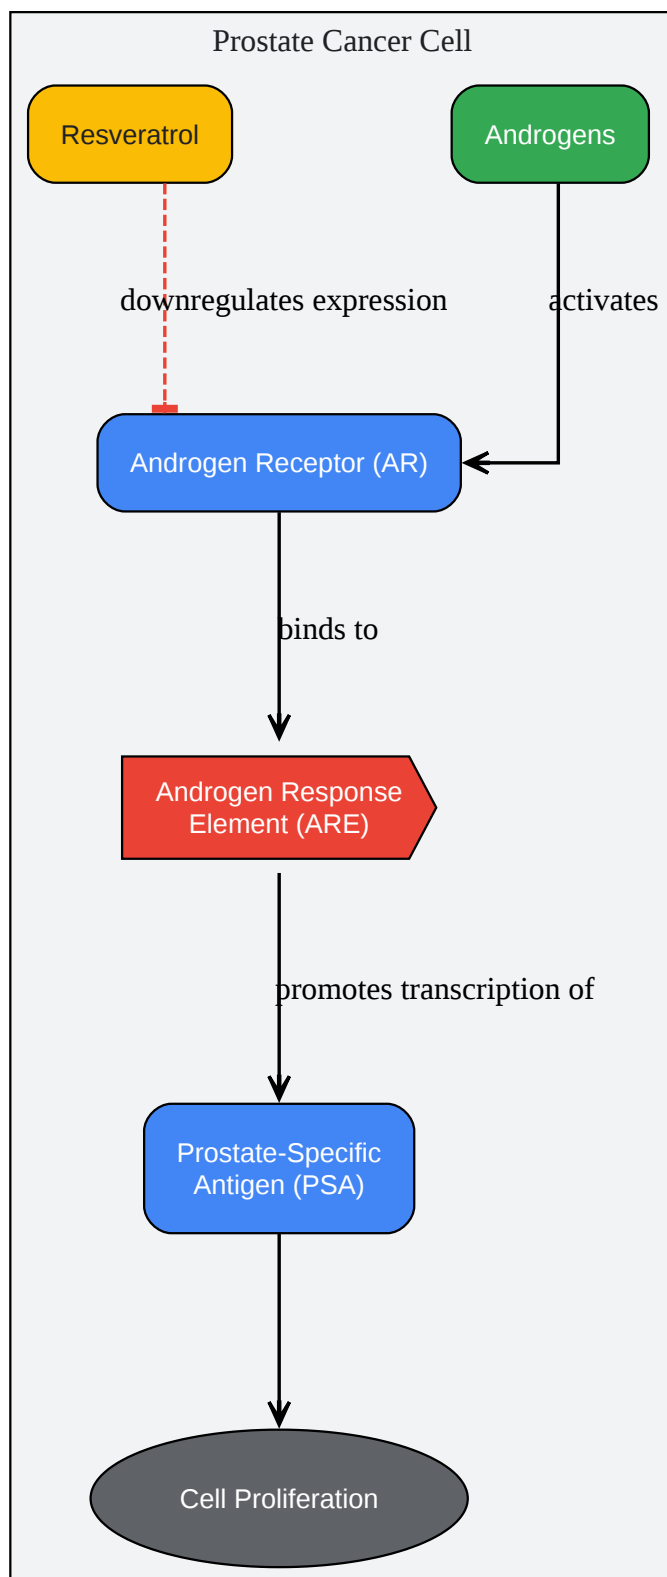 Prostate Cancer Cell
Resveratrol
Androgens
downregulates expression
activates
Androgen Receptor (AR)
binds to
Androgen Response
Element (ARE)
promotes transcription of
Prostate-Specific
Antigen (PSA)
Cell Proliferation